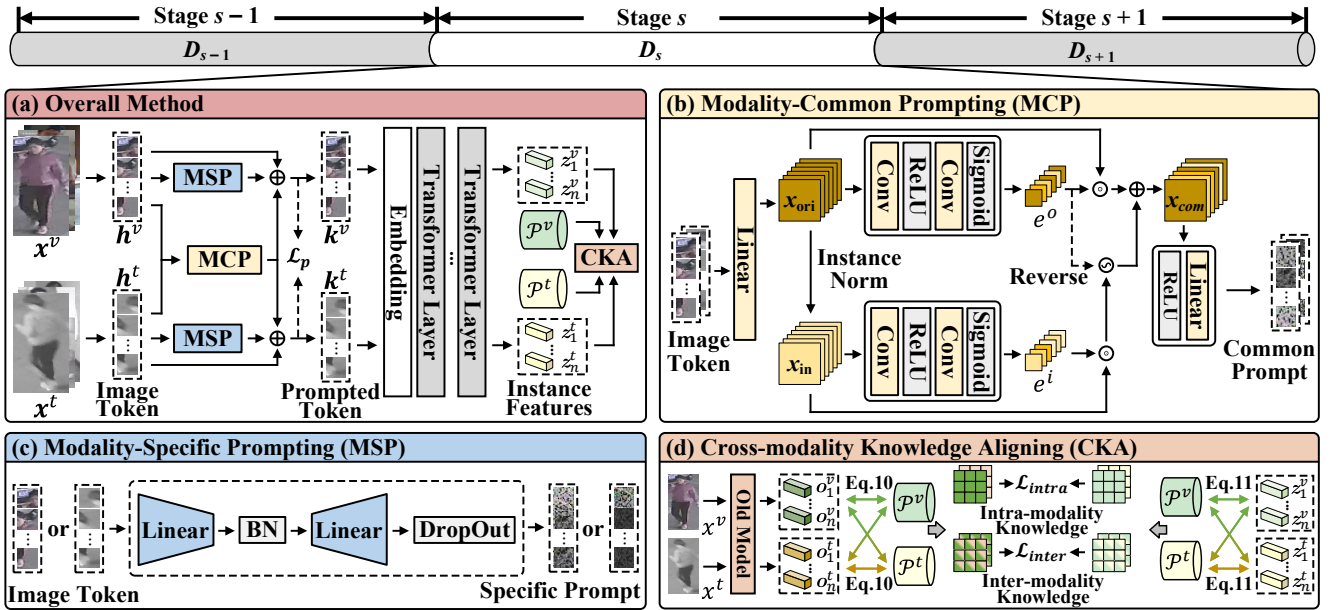 Stage s − 1
Stage s
Stage s + 1
D_{s−1}
D_s
D_{s+1}
(a) Overall Method
x^v
h^v
MSP
k^v
MCP
ℒ_p
h^t
k^t
MSP
x^t
Image
Token
Prompted
Token
Embedding
Transformer Layer
...
Transformer Layer
z_1^v
z_n^v
𝒫^v
CKA
𝒫^t
z_1^t
z_n^t
Instance
Features
(b) Modality-Common Prompting (MCP)
Image
Token
Linear
x_ori
Conv
ReLU
Conv
Sigmoid
e^o
x_com
Instance
Norm
Reverse
x_in
Conv
ReLU
Conv
Sigmoid
e^i
ReLU
Linear
Common
Prompt
(c) Modality-Specific Prompting (MSP)
or
Linear
BN
Linear
DropOut
or
Image Token
Specific Prompt
(d) Cross-modality Knowledge Aligning (CKA)
x^v
x^t
Old Model
o_1^v
o_n^v
o_1^t
o_n^t
Eq.10
Eq.10
𝒫^v
𝒫^t
ℒ_intra
Intra-modality
Knowledge
ℒ_inter
Inter-modality
Knowledge
𝒫^v
𝒫^t
Eq.11
Eq.11
z_1^v
z_n^v
z_1^t
z_n^t